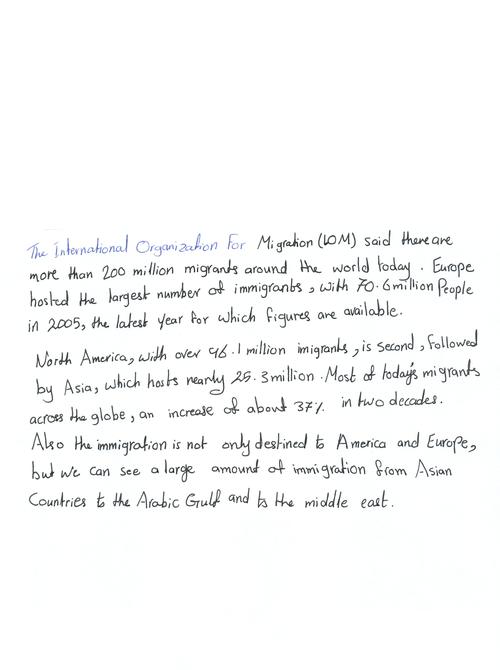 The International Organization For Migration (IOM) said there are
more than 200 million migrants around the world today. Europe
hosted the largest number of immigrants, with 70.6 million People
in 2005, the latest year for which figures are available.
North America, with over 46.1 million imigrants, is second, followed
by Asia, which hosts nearly 25.3 million. Most of today's migrants
across the globe, an increase of about 37% in two decades.
Also the immigration is not only destined to America and Europe,
but we can see a large amount of immigration from Asian
Countries to the Arabic Gulf and to the middle east.